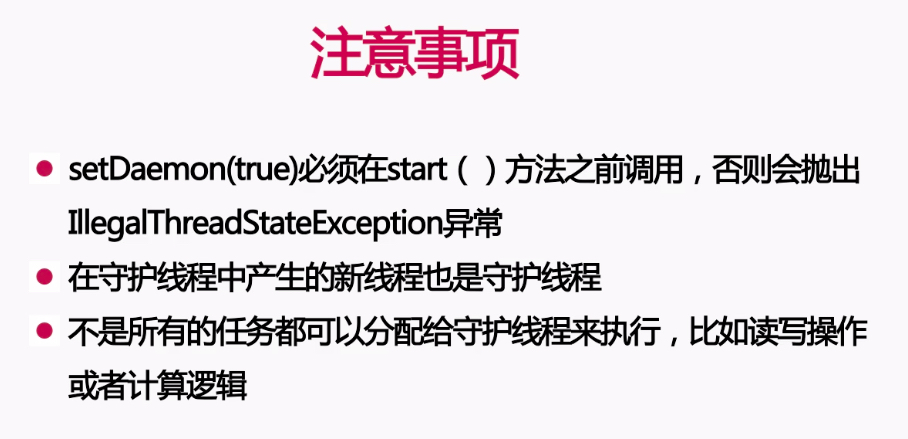 注意事项
setDaemon(true)必须在start（ ）方法之前调用，否则会抛出
IllegalThreadStateException异常
在守护线程中产生的新线程也是守护线程
不是所有的任务都可以分配给守护线程来执行，比如读写操作
或者计算逻辑